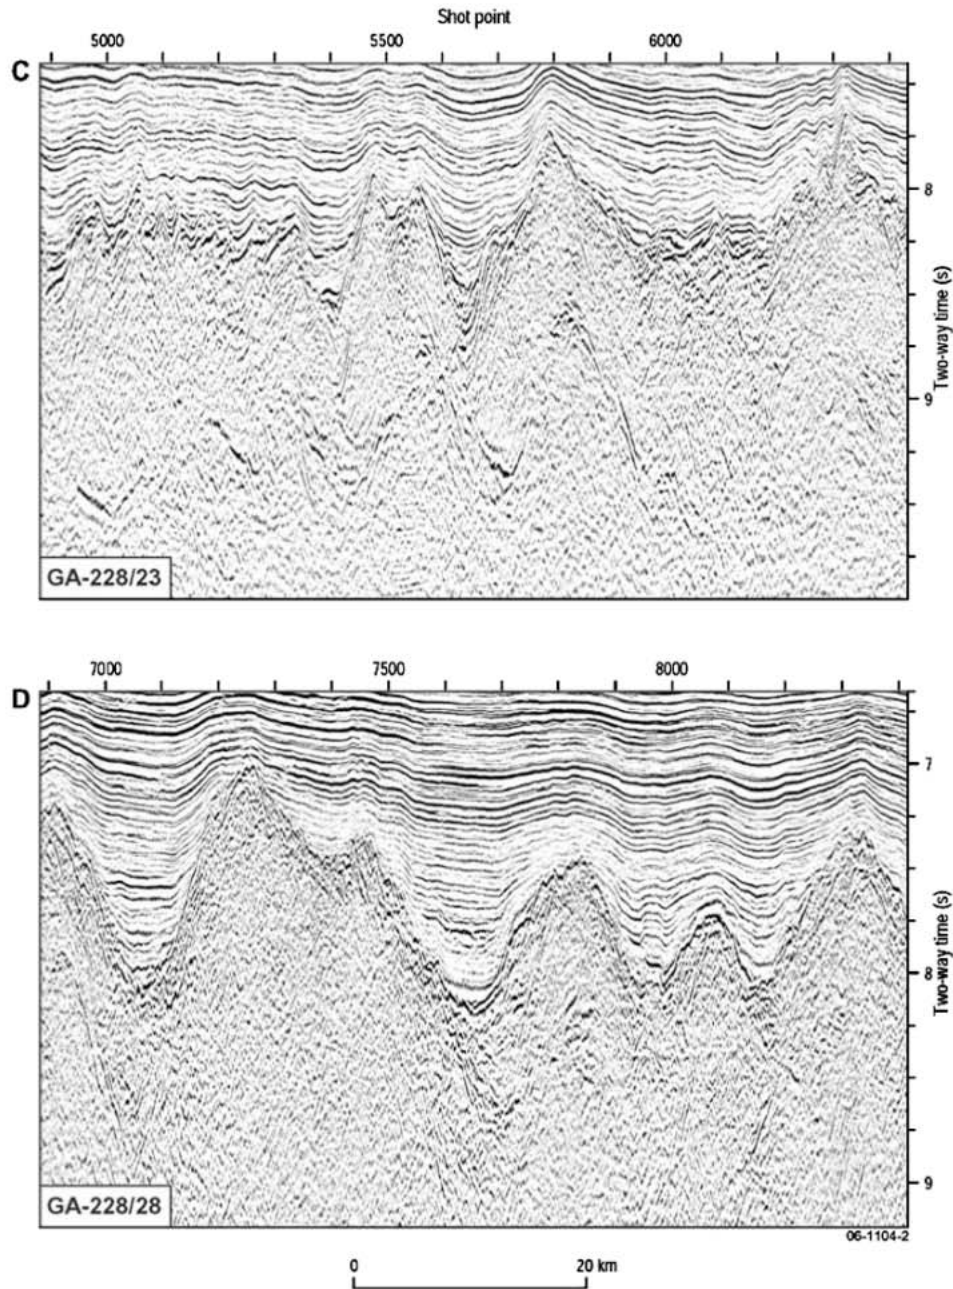 Shot point
5000 5500 6000
C
8
9
Two-way time (s)
GA-228/23
7000 7500 8000
D
7
8
9
Two-way time (s)
GA-228/28
06-1104-2
0 20 km